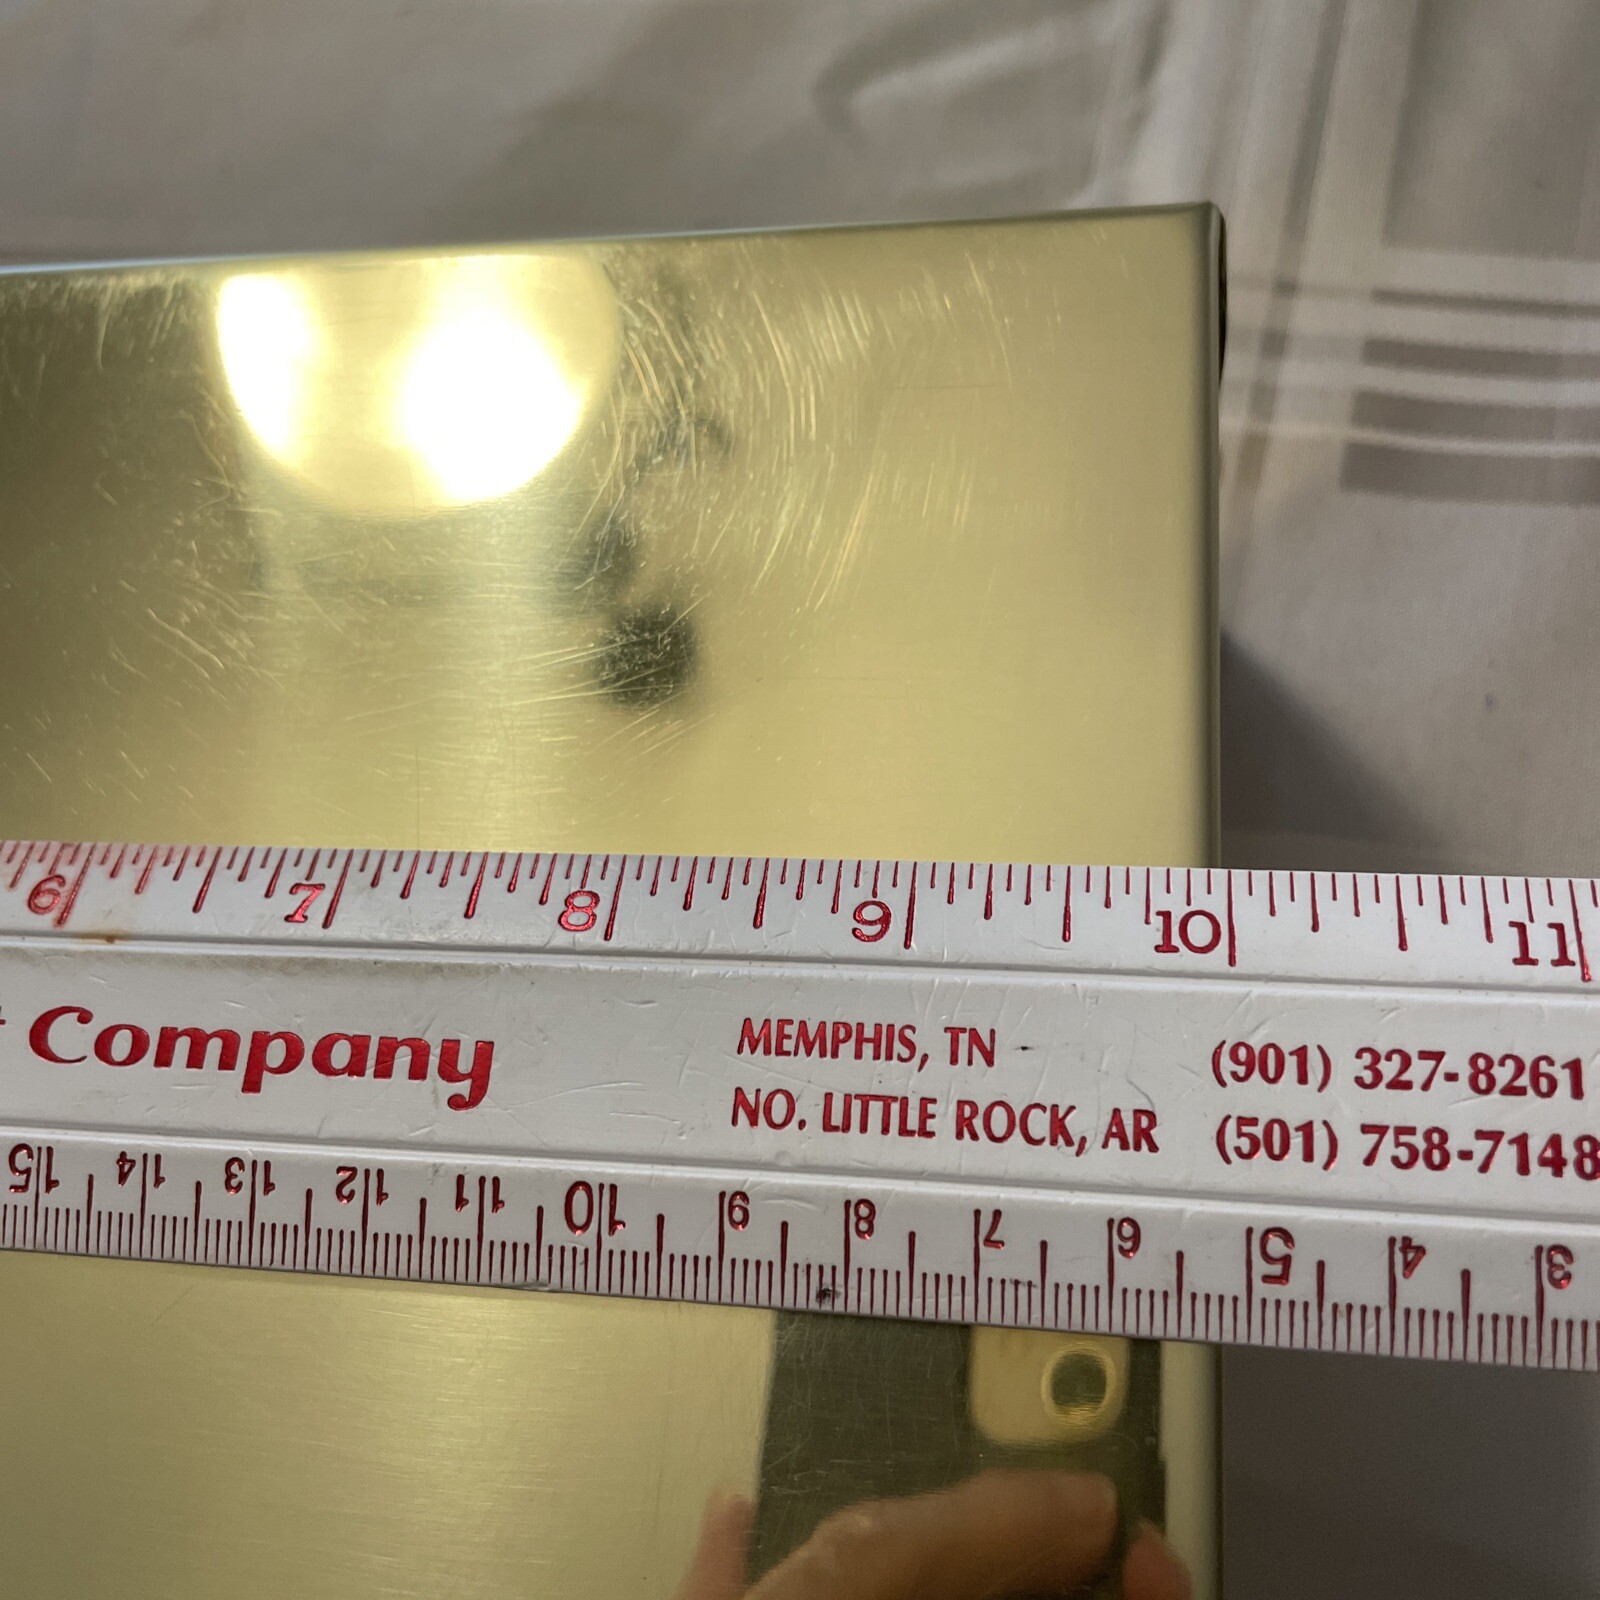 6 7 8 9 10 11
Company
MEMPHIS, TN
NO. LITTLE ROCK, AR
(901) 327-8261
(501) 758-7148
15 14 13 12 11 10 9 8 7 6 5 4 3